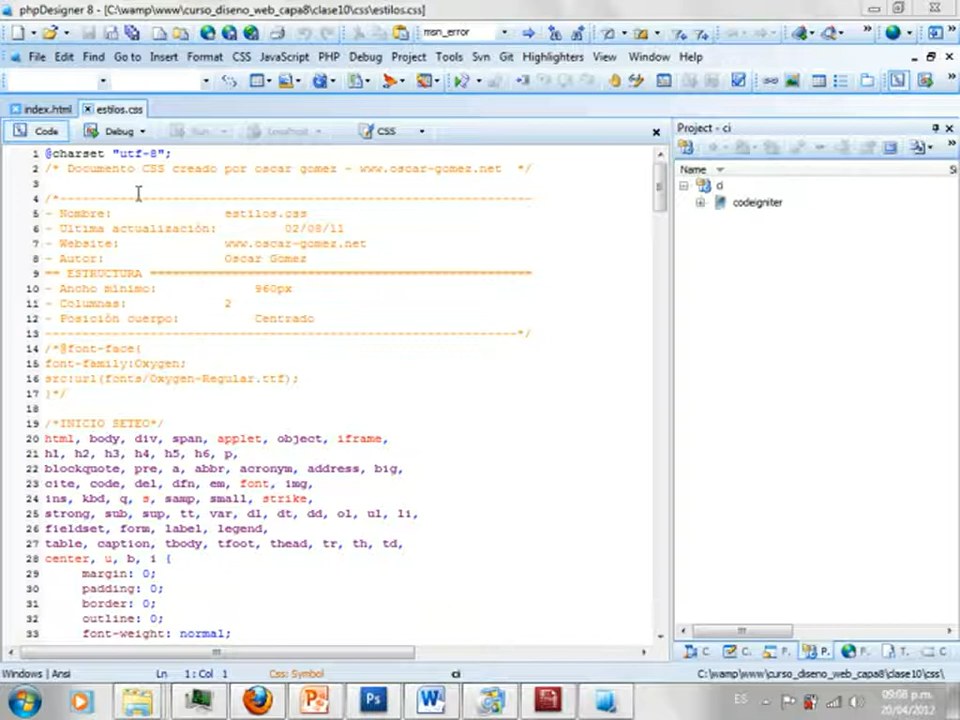 phpDesigner 8 - [C:\wamp\www\curso_diseno_web_capa8\clase10\css\estilos.css]
msn_error
File Edit Find Go to Insert Format CSS JavaScript PHP Debug Project Tools Svn Git Highlighters View Window Help
index.html estilos.css
Code Debug Run LocalHost CSS
Project - ci
Name
ci
codeigniter
1 @charset "utf-8";
2 /* Documento CSS creado por oscar gomez - www.oscar-gomez.net */
3
4 /*---------------------------------------------------------------
5 - Nombre: estilos.css
6 - Ultima actualización: 02/08/11
7 - Website: www.oscar-gomez.net
8 - Autor: Oscar Gomez
9 == ESTRUCTURA ===================================================
10 - Ancho minimo: 960px
11 - Columnas: 2
12 - Posición cuerpo: Centrado
13 ---------------------------------------------------------------*/
14 /*@font-face{
15 font-family:Oxygen;
16 src:url(fonts/Oxygen-Regular.ttf);
17 }*/
18
19 /*INICIO SETEO*/
20 html, body, div, span, applet, object, iframe,
21 h1, h2, h3, h4, h5, h6, p,
22 blockquote, pre, a, abbr, acronym, address, big,
23 cite, code, del, dfn, em, font, img,
24 ins, kbd, q, s, samp, small, strike,
25 strong, sub, sup, tt, var, dl, dt, dd, ol, ul, li,
26 fieldset, form, label, legend,
27 table, caption, tbody, tfoot, thead, tr, th, td,
28 center, u, b, i {
29 margin: 0;
30 padding: 0;
31 border: 0;
32 outline: 0;
33 font-weight: normal;
C C. F. P. P. T. C
Windows | Ansi Ln 1: Col 1 Css: Symbol ci C:\wamp\www\curso_diseno_web_capa8\clase10\css\
ES 09:58 p.m.
20/04/2012